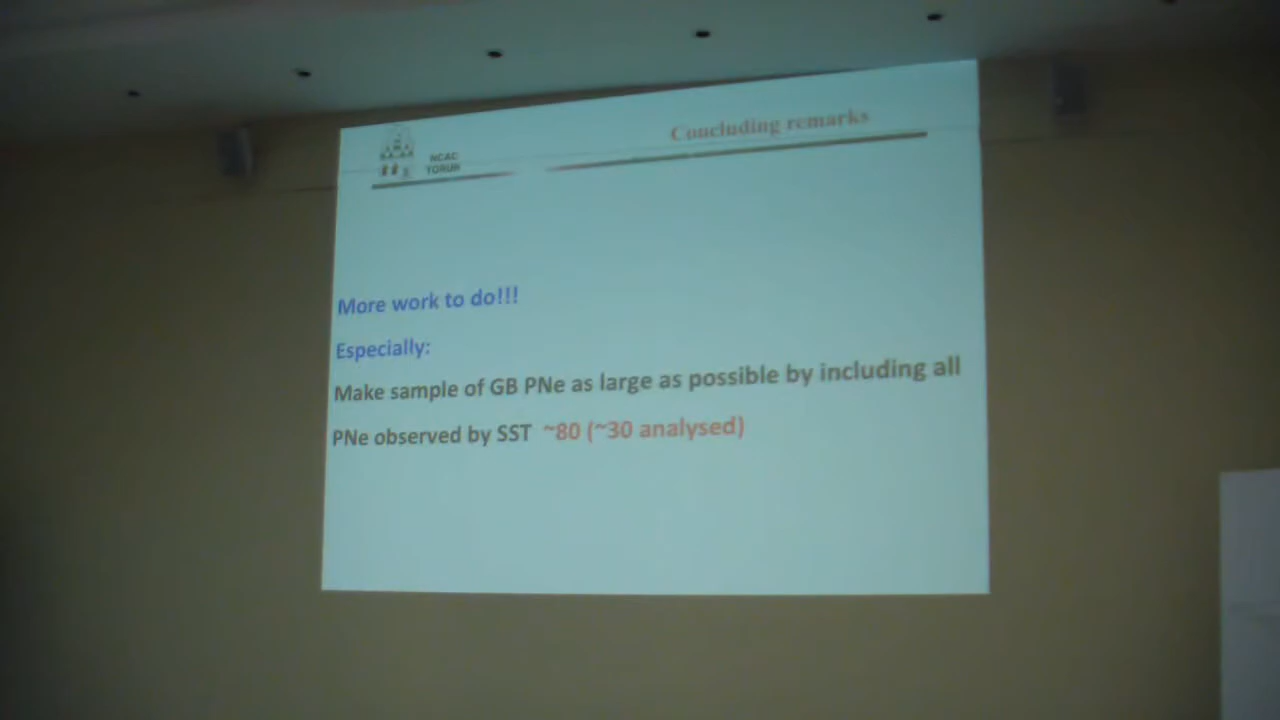 Concluding remarks
NCAC
TORUŃ
More work to do!!!
Especially:
Make sample of GB PNe as large as possible by including all
PNe observed by SST ~80 (~30 analysed)